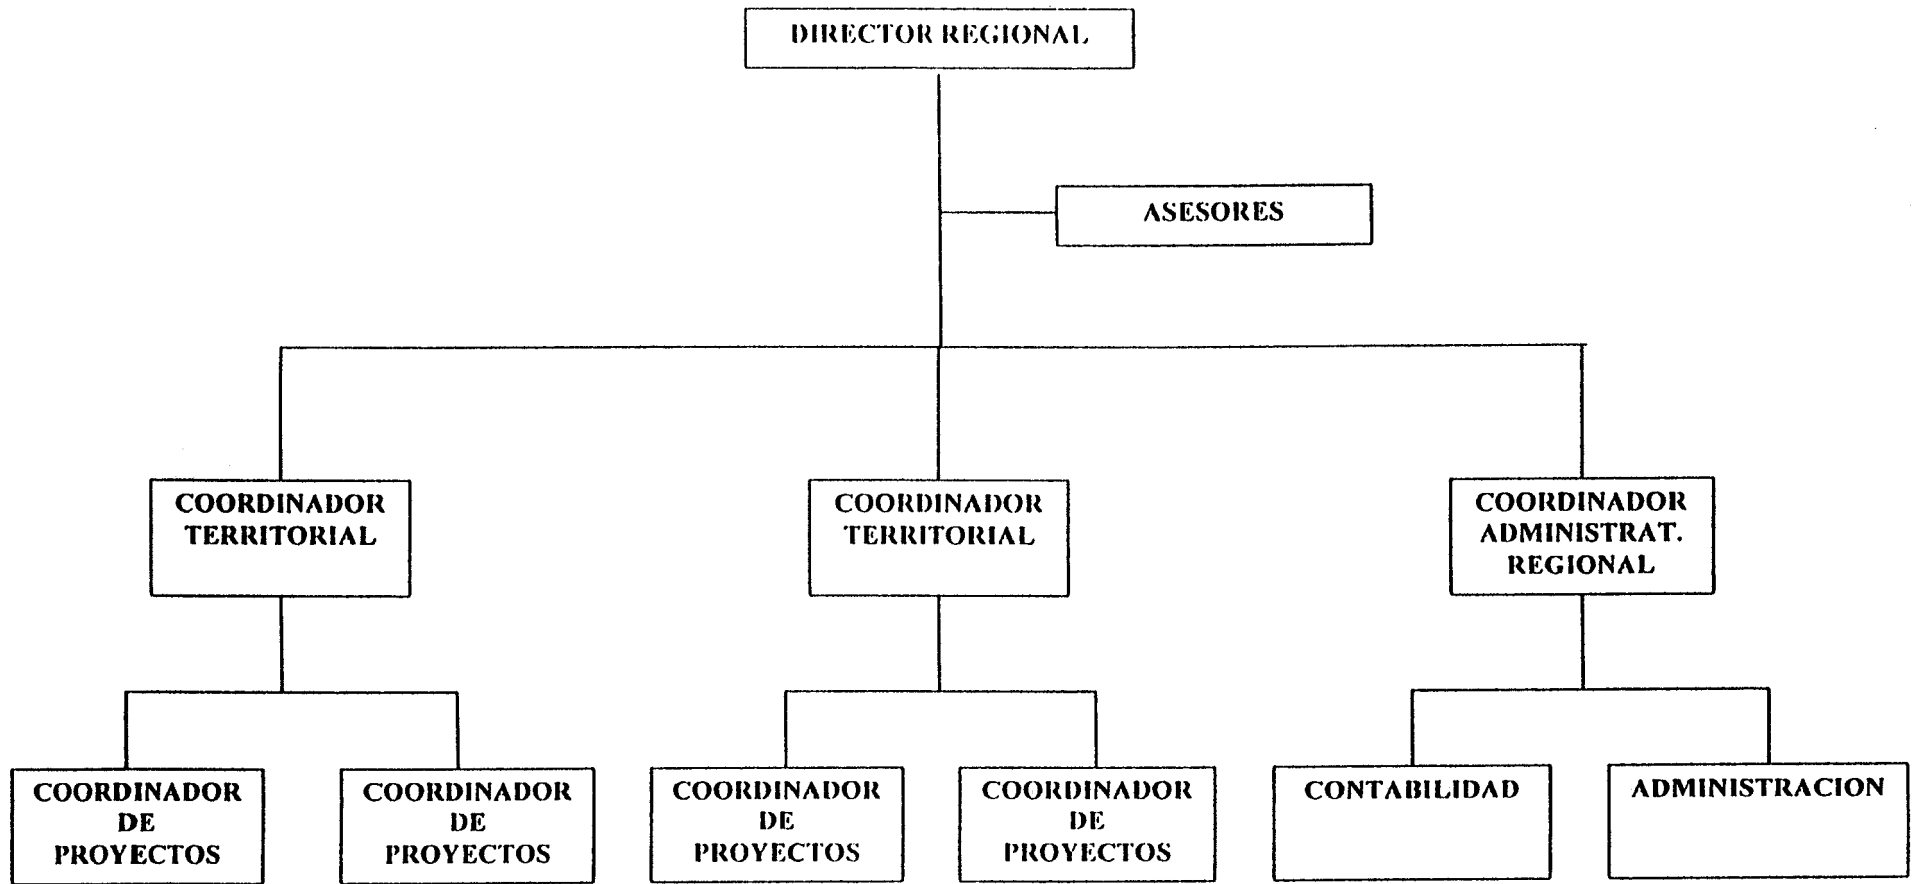 DIRECTOR REGIONAL
ASESORES
COORDINADOR
TERRITORIAL
COORDINADOR
TERRITORIAL
COORDINADOR
ADMINISTRAT.
REGIONAL
COORDINADOR
DE
PROYECTOS
COORDINADOR
DE
PROYECTOS
COORDINADOR
DE
PROYECTOS
COORDINADOR
DE
PROYECTOS
CONTABILIDAD
ADMINISTRACION